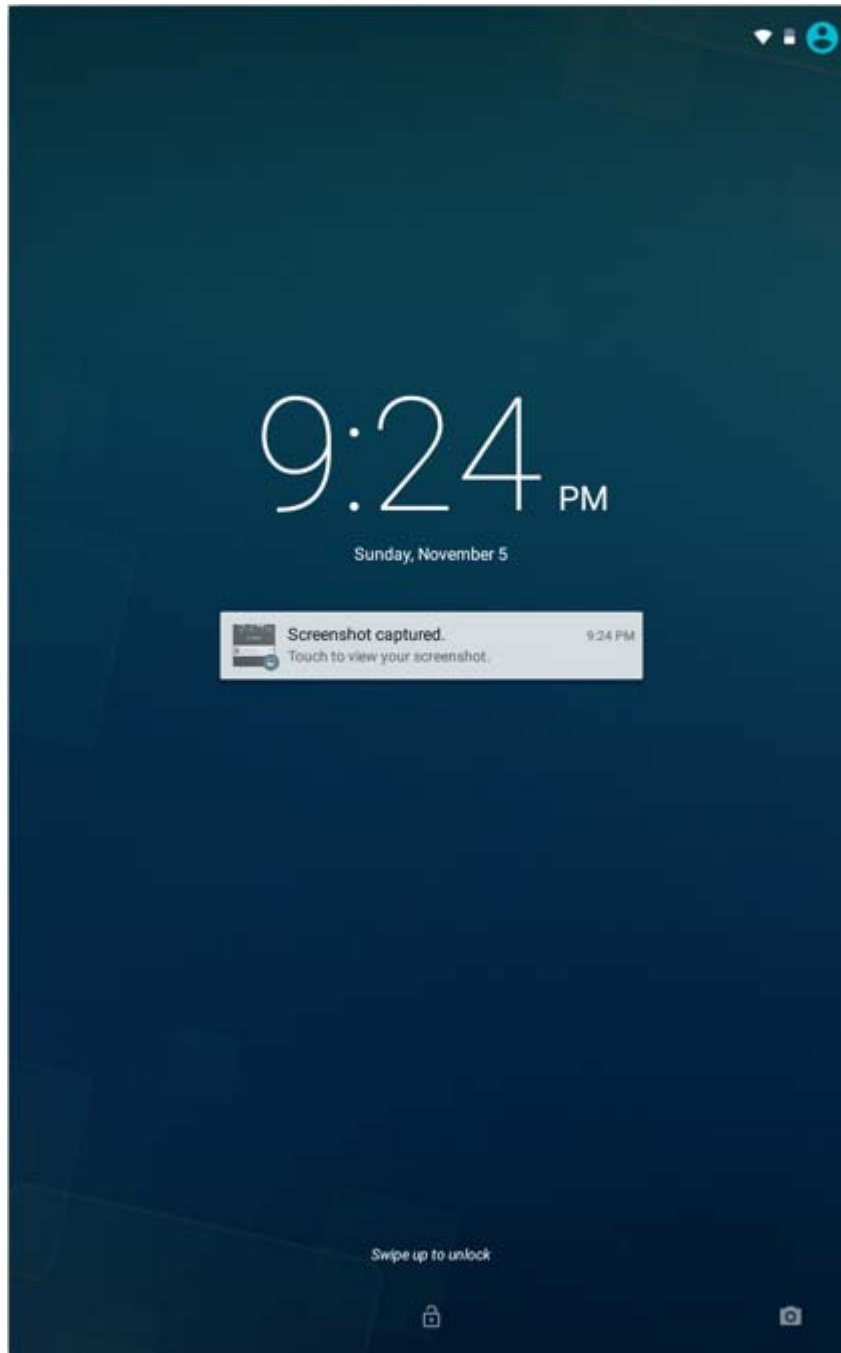 9:24 PM
Sunday, November 5
Screenshot captured. 9:24 PM
Touch to view your screenshot.
Swipe up to unlock